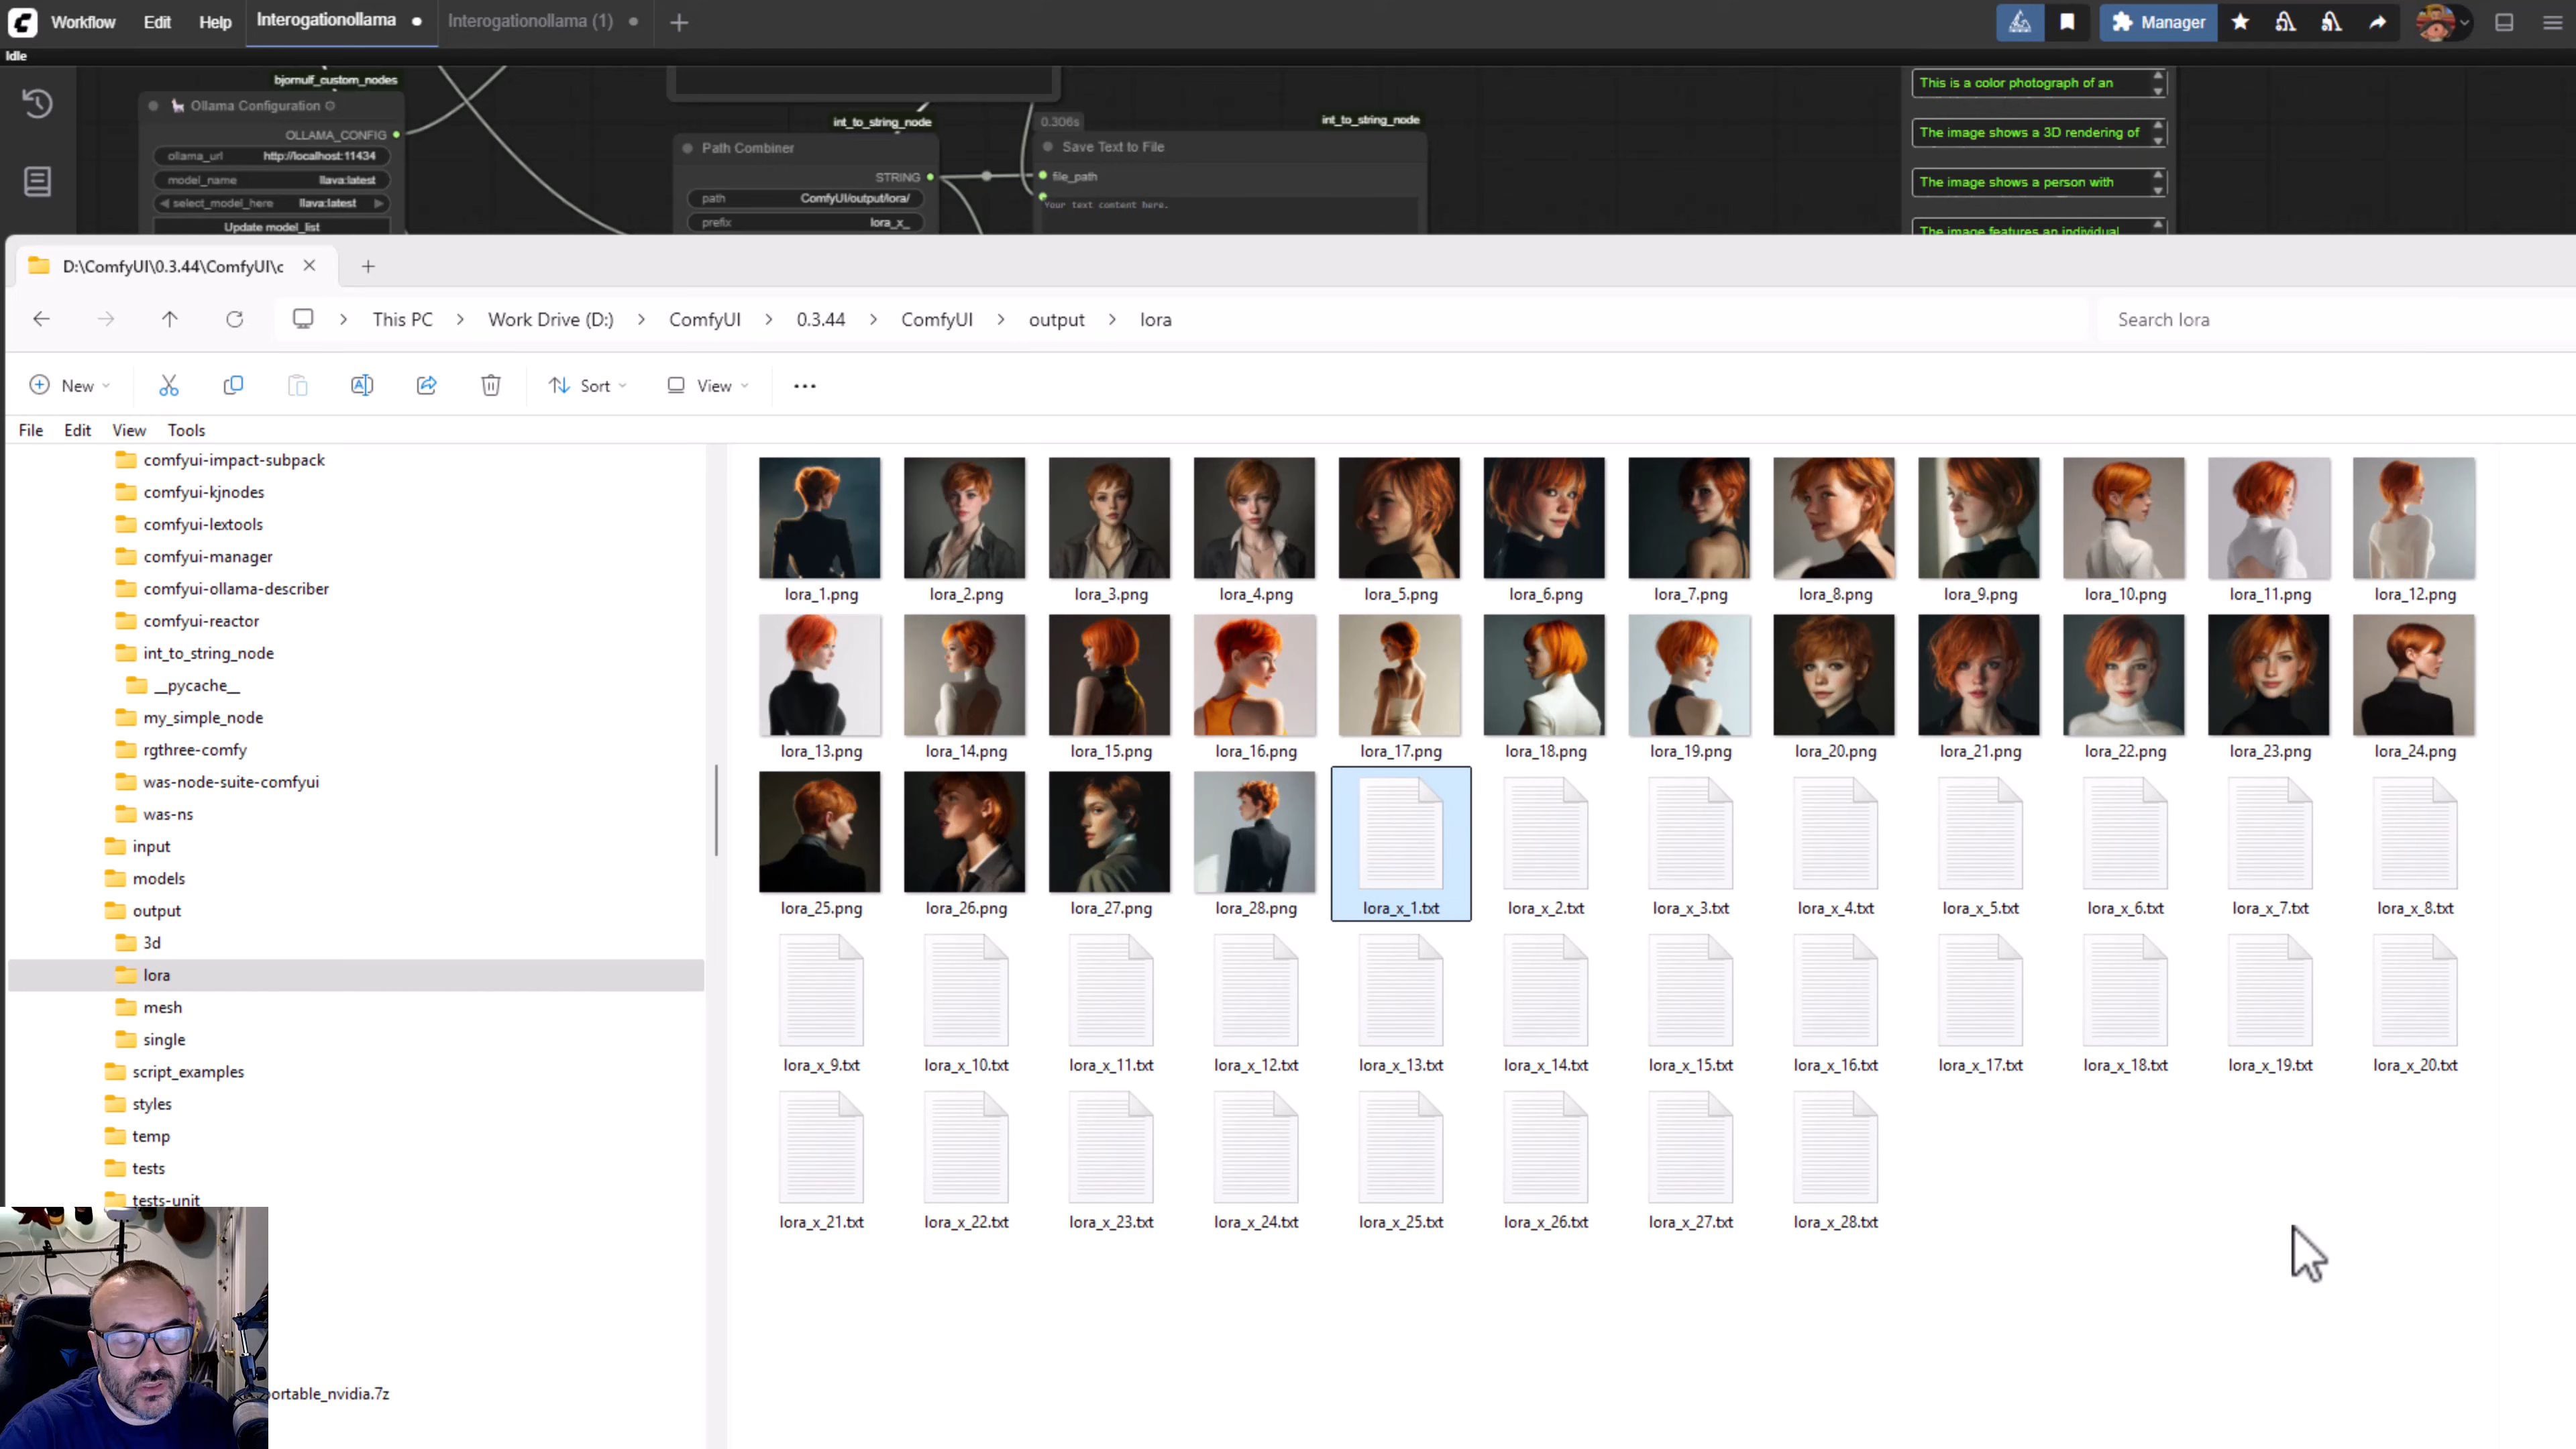 Workflow Edit Help Interogationollama Interogationollama (1) Manager
Idle
bjornulf_custom_nodes
Ollama Configuration
OLLAMA_CONFIG
ollama_url http://localhost:11434
model_name llava:latest
select_model_here llava:latest
Update model_list
int_to_string_node
Path Combiner
STRING
path ComfyUI/output/lora/
prefix lora_x_
0.306s
int_to_string_node
Save Text to File
file_path
Your text content here.
This is a color photograph of an
The image shows a 3D rendering of
The image shows a person with
The image features an individual
D:\ComfyUI\0.3.44\ComfyUI\c
This PC > Work Drive (D:) > ComfyUI > 0.3.44 > ComfyUI > output > lora
Search lora
New Sort View
File Edit View Tools
comfyui-impact-subpack
comfyui-kjnodes
comfyui-lextools
comfyui-manager
comfyui-ollama-describer
comfyui-reactor
int_to_string_node
__pycache__
my_simple_node
rgthree-comfy
was-node-suite-comfyui
was-ns
input
models
output
3d
lora
mesh
single
script_examples
styles
temp
tests
tests-unit
portable_nvidia.7z
lora_1.png lora_2.png lora_3.png lora_4.png lora_5.png lora_6.png lora_7.png lora_8.png lora_9.png lora_10.png lora_11.png lora_12.png
lora_13.png lora_14.png lora_15.png lora_16.png lora_17.png lora_18.png lora_19.png lora_20.png lora_21.png lora_22.png lora_23.png lora_24.png
lora_25.png lora_26.png lora_27.png lora_28.png lora_x_1.txt lora_x_2.txt lora_x_3.txt lora_x_4.txt lora_x_5.txt lora_x_6.txt lora_x_7.txt lora_x_8.txt
lora_x_9.txt lora_x_10.txt lora_x_11.txt lora_x_12.txt lora_x_13.txt lora_x_14.txt lora_x_15.txt lora_x_16.txt lora_x_17.txt lora_x_18.txt lora_x_19.txt lora_x_20.txt
lora_x_21.txt lora_x_22.txt lora_x_23.txt lora_x_24.txt lora_x_25.txt lora_x_26.txt lora_x_27.txt lora_x_28.txt